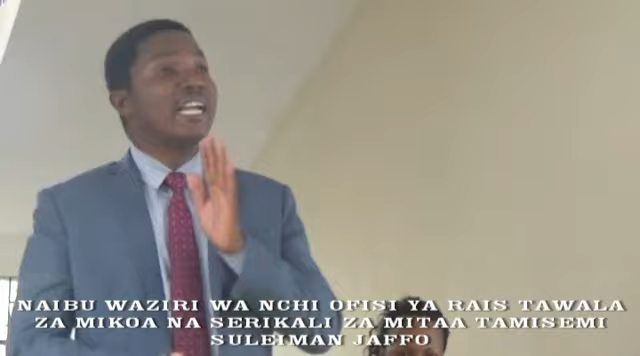 NAIBU WAZIRI WA NCHI OFISI YA RAIS TAWALA
ZA MIKOA NA SERIKALI ZA MITAA TAMISEMI
SULEIMAN JAFFO